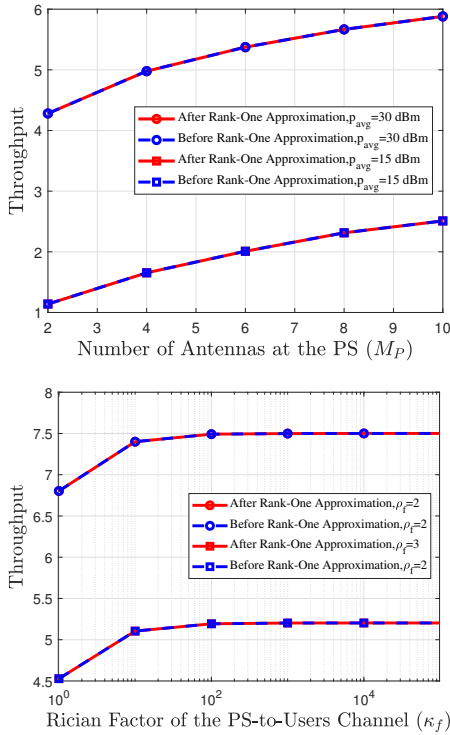 6
5
4
3
2
1
Throughput
After Rank-One Approximation,p_avg=30 dBm
Before Rank-One Approximation,p_avg=30 dBm
After Rank-One Approximation,p_avg=15 dBm
Before Rank-One Approximation,p_avg=15 dBm
2 3 4 5 6 7 8 9 10
Number of Antennas at the PS (M_P)
8
7.5
7
6.5
6
5.5
5
4.5
Throughput
After Rank-One Approximation,ρ_f=2
Before Rank-One Approximation,ρ_f=2
After Rank-One Approximation,ρ_f=3
Before Rank-One Approximation,ρ_f=2
10^0 10^2 10^4
Rician Factor of the PS-to-Users Channel (κ_f)